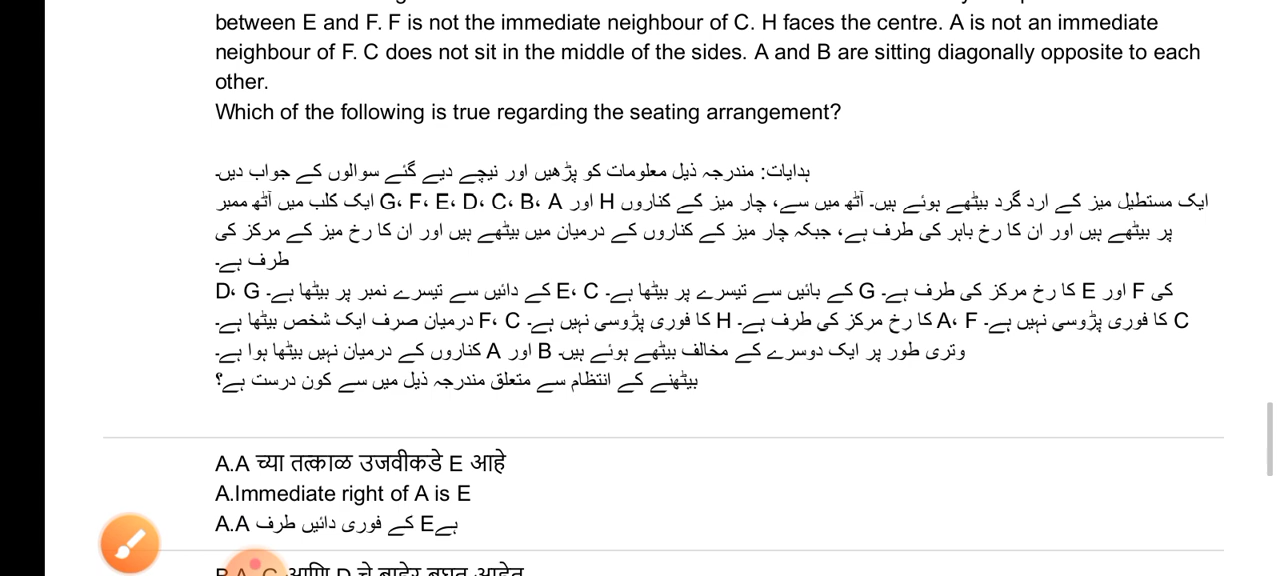 between E and F. F is not the immediate neighbour of C. H faces the centre. A is not an immediate
neighbour of F. C does not sit in the middle of the sides. A and B are sitting diagonally opposite to each
other.
Which of the following is true regarding the seating arrangement?
ہدایات: مندرجہ ذیل معلومات کو پڑھیں اور نیچے دیے گئے سوالوں کے جواب دیں۔
ایک کلب میں آٹھ ممبر G، F، E، D، C، B، A اور H ایک مستطیل میز کے ارد گرد بیٹھے ہوئے ہیں۔ آٹھ میں سے، چار میز کے کناروں
پر بیٹھے ہیں اور ان کا رخ باہر کی طرف ہے، جبکہ چار میز کے کناروں کے درمیان میں بیٹھے ہیں اور ان کا رخ میز کے مرکز کی
طرف ہے۔
D، G کے دائیں سے تیسرے نمبر پر بیٹھا ہے۔ E، C کے بائیں سے تیسرے پر بیٹھا ہے۔ G کا رخ مرکز کی طرف ہے۔ E اور F کی
درمیان صرف ایک شخص بیٹھا ہے۔ F، C کا فوری پڑوسی نہیں ہے۔ H کا رخ مرکز کی طرف ہے۔ A، F کا فوری پڑوسی نہیں ہے۔ C
کناروں کے درمیان نہیں بیٹھا ہوا ہے۔ A اور B وتری طور پر ایک دوسرے کے مخالف بیٹھے ہوئے ہیں۔
بیٹھنے کے انتظام سے متعلق مندرجہ ذیل میں سے کون درست ہے؟
A.A च्या तत्काळ उजवीकडे E आहे
A.Immediate right of A is E
A.A کے فوری دائیں طرف E ہے
B.A, C आणि D चे बाहेर बघत आहेत